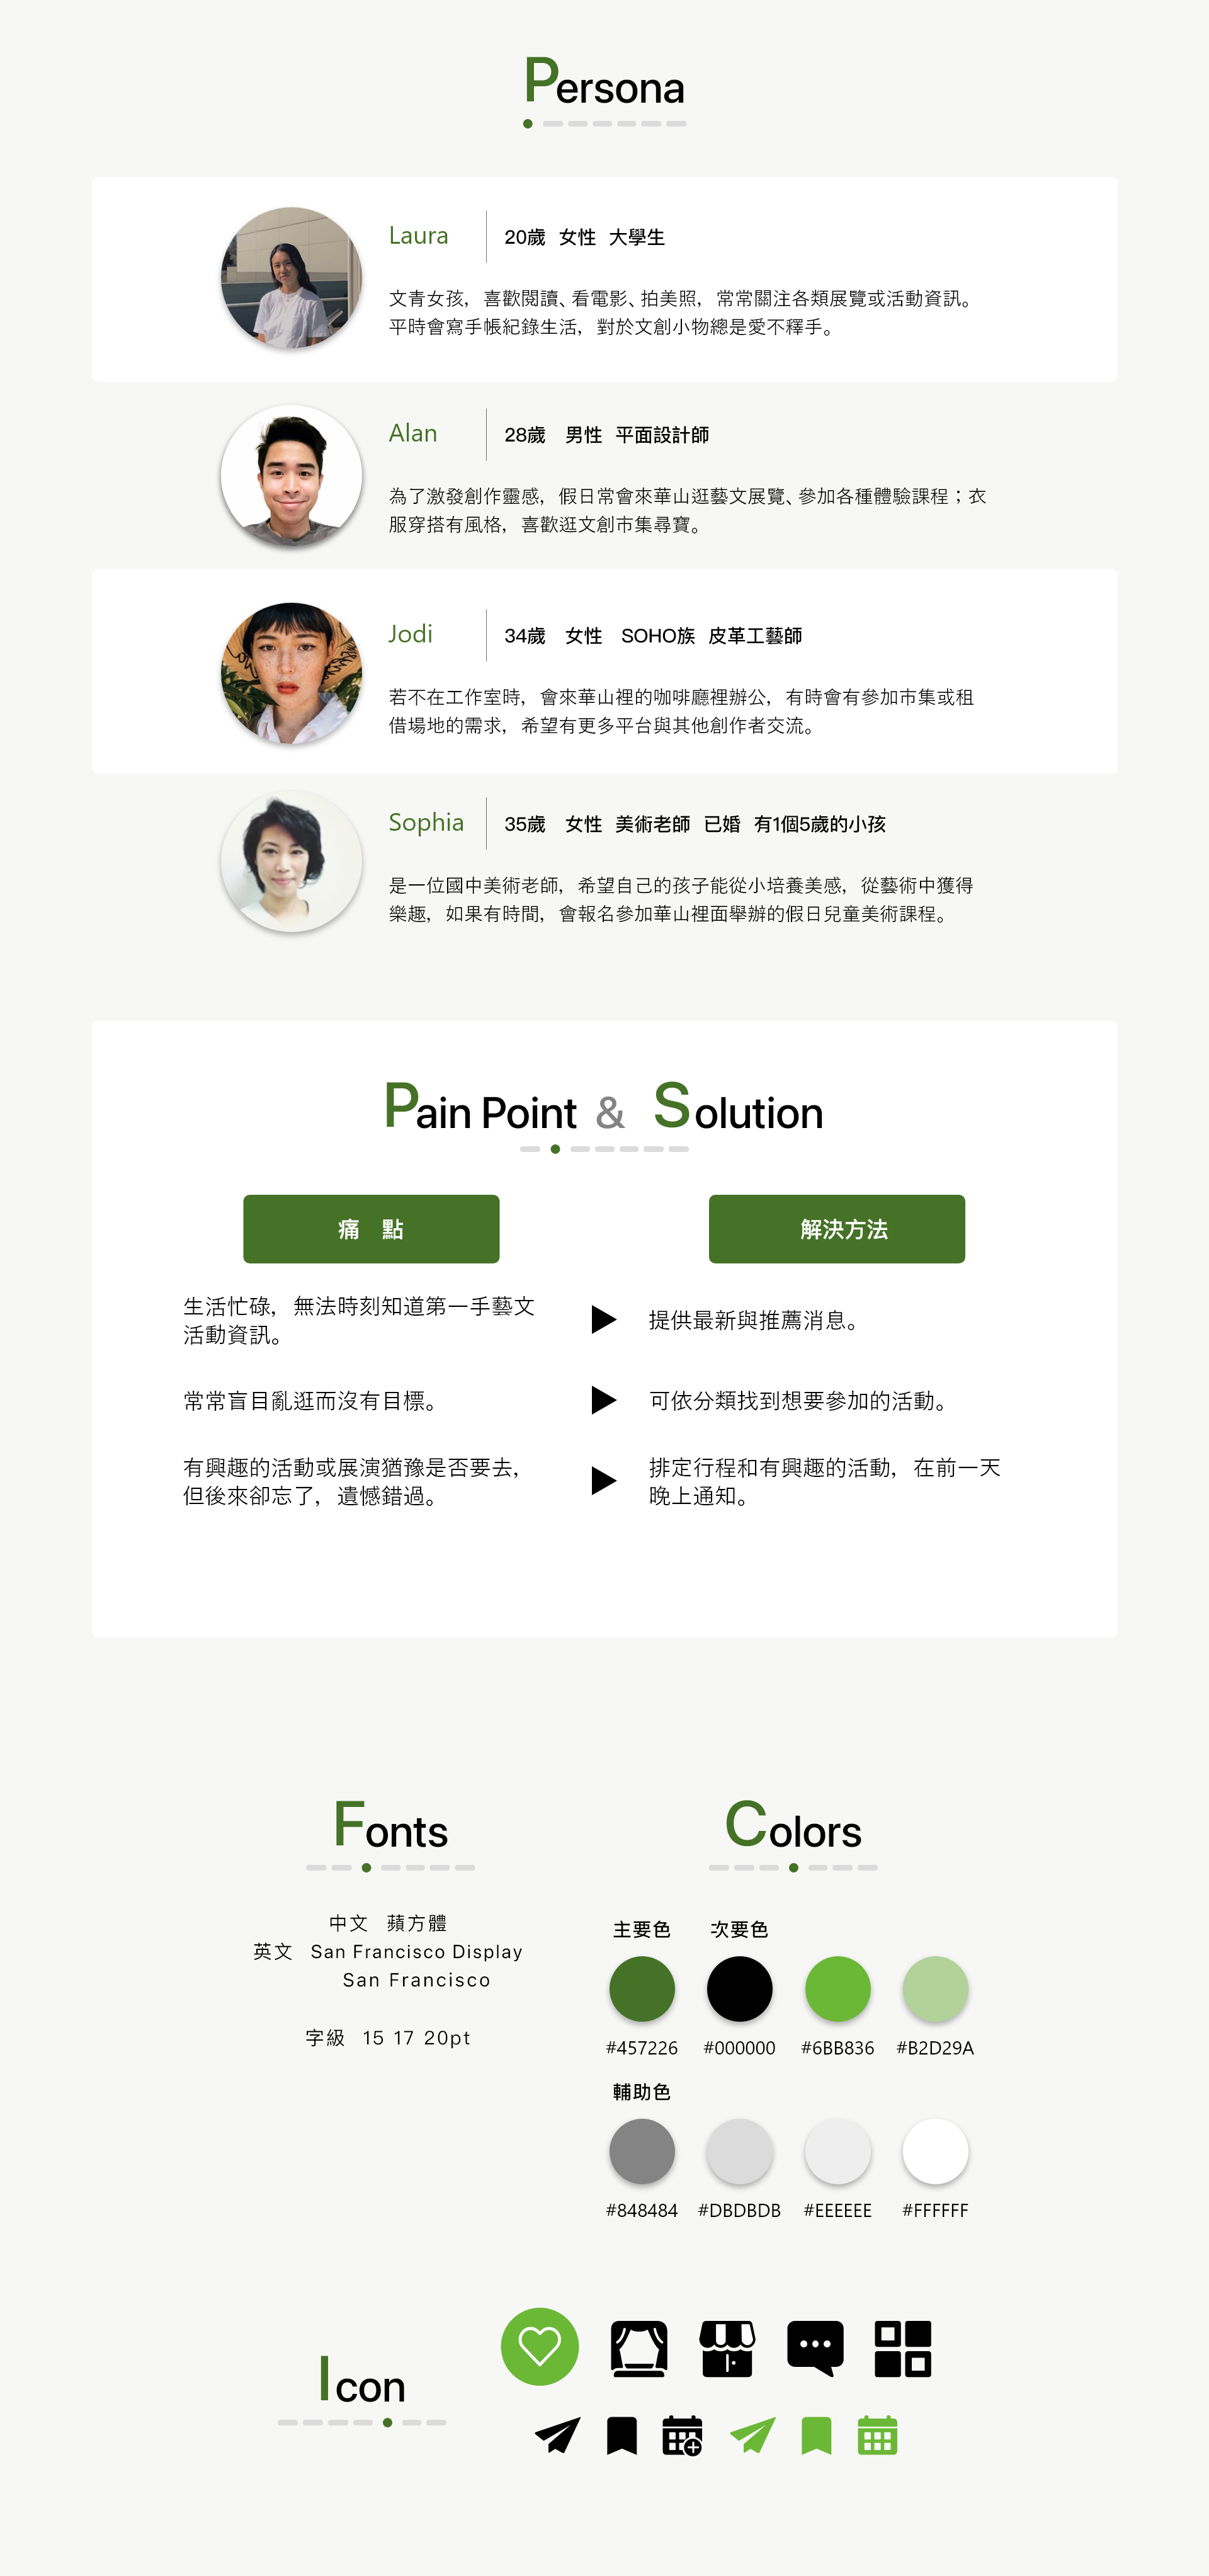 Persona
Laura
20歲 女性 大學生
文青女孩，喜歡閱讀、看電影、拍美照，常常關注各類展覽或活動資訊。
平時會寫手帳紀錄生活，對於文創小物總是愛不釋手。
Alan
28歲 男性 平面設計師
為了激發創作靈感，假日常會來華山逛藝文展覽、參加各種體驗課程；衣
服穿搭有風格，喜歡逛文創市集尋寶。
Jodi
34歲 女性 SOHO族 皮革工藝師
若不在工作室時，會來華山裡的咖啡廳裡辦公，有時會有參加市集或租
借場地的需求，希望有更多平台與其他創作者交流。
Sophia
35歲 女性 美術老師 已婚 有1個5歲的小孩
是一位國中美術老師，希望自己的孩子能從小培養美感，從藝術中獲得
樂趣，如果有時間，會報名參加華山裡面舉辦的假日兒童美術課程。
Pain Point & Solution
痛 點
解決方法
生活忙碌，無法時刻知道第一手藝文
活動資訊。
提供最新與推薦消息。
常常盲目亂逛而沒有目標。
可依分類找到想要參加的活動。
有興趣的活動或展演猶豫是否要去，
但後來卻忘了，遺憾錯過。
排定行程和有興趣的活動，在前一天
晚上通知。
Fonts
中文 蘋方體
英文 San Francisco Display
San Francisco
字級 15 17 20pt
Colors
主要色 次要色
#457226 #000000 #6BB836 #B2D29A
輔助色
#848484 #DBDBDB #EEEEEE #FFFFFF
Icon